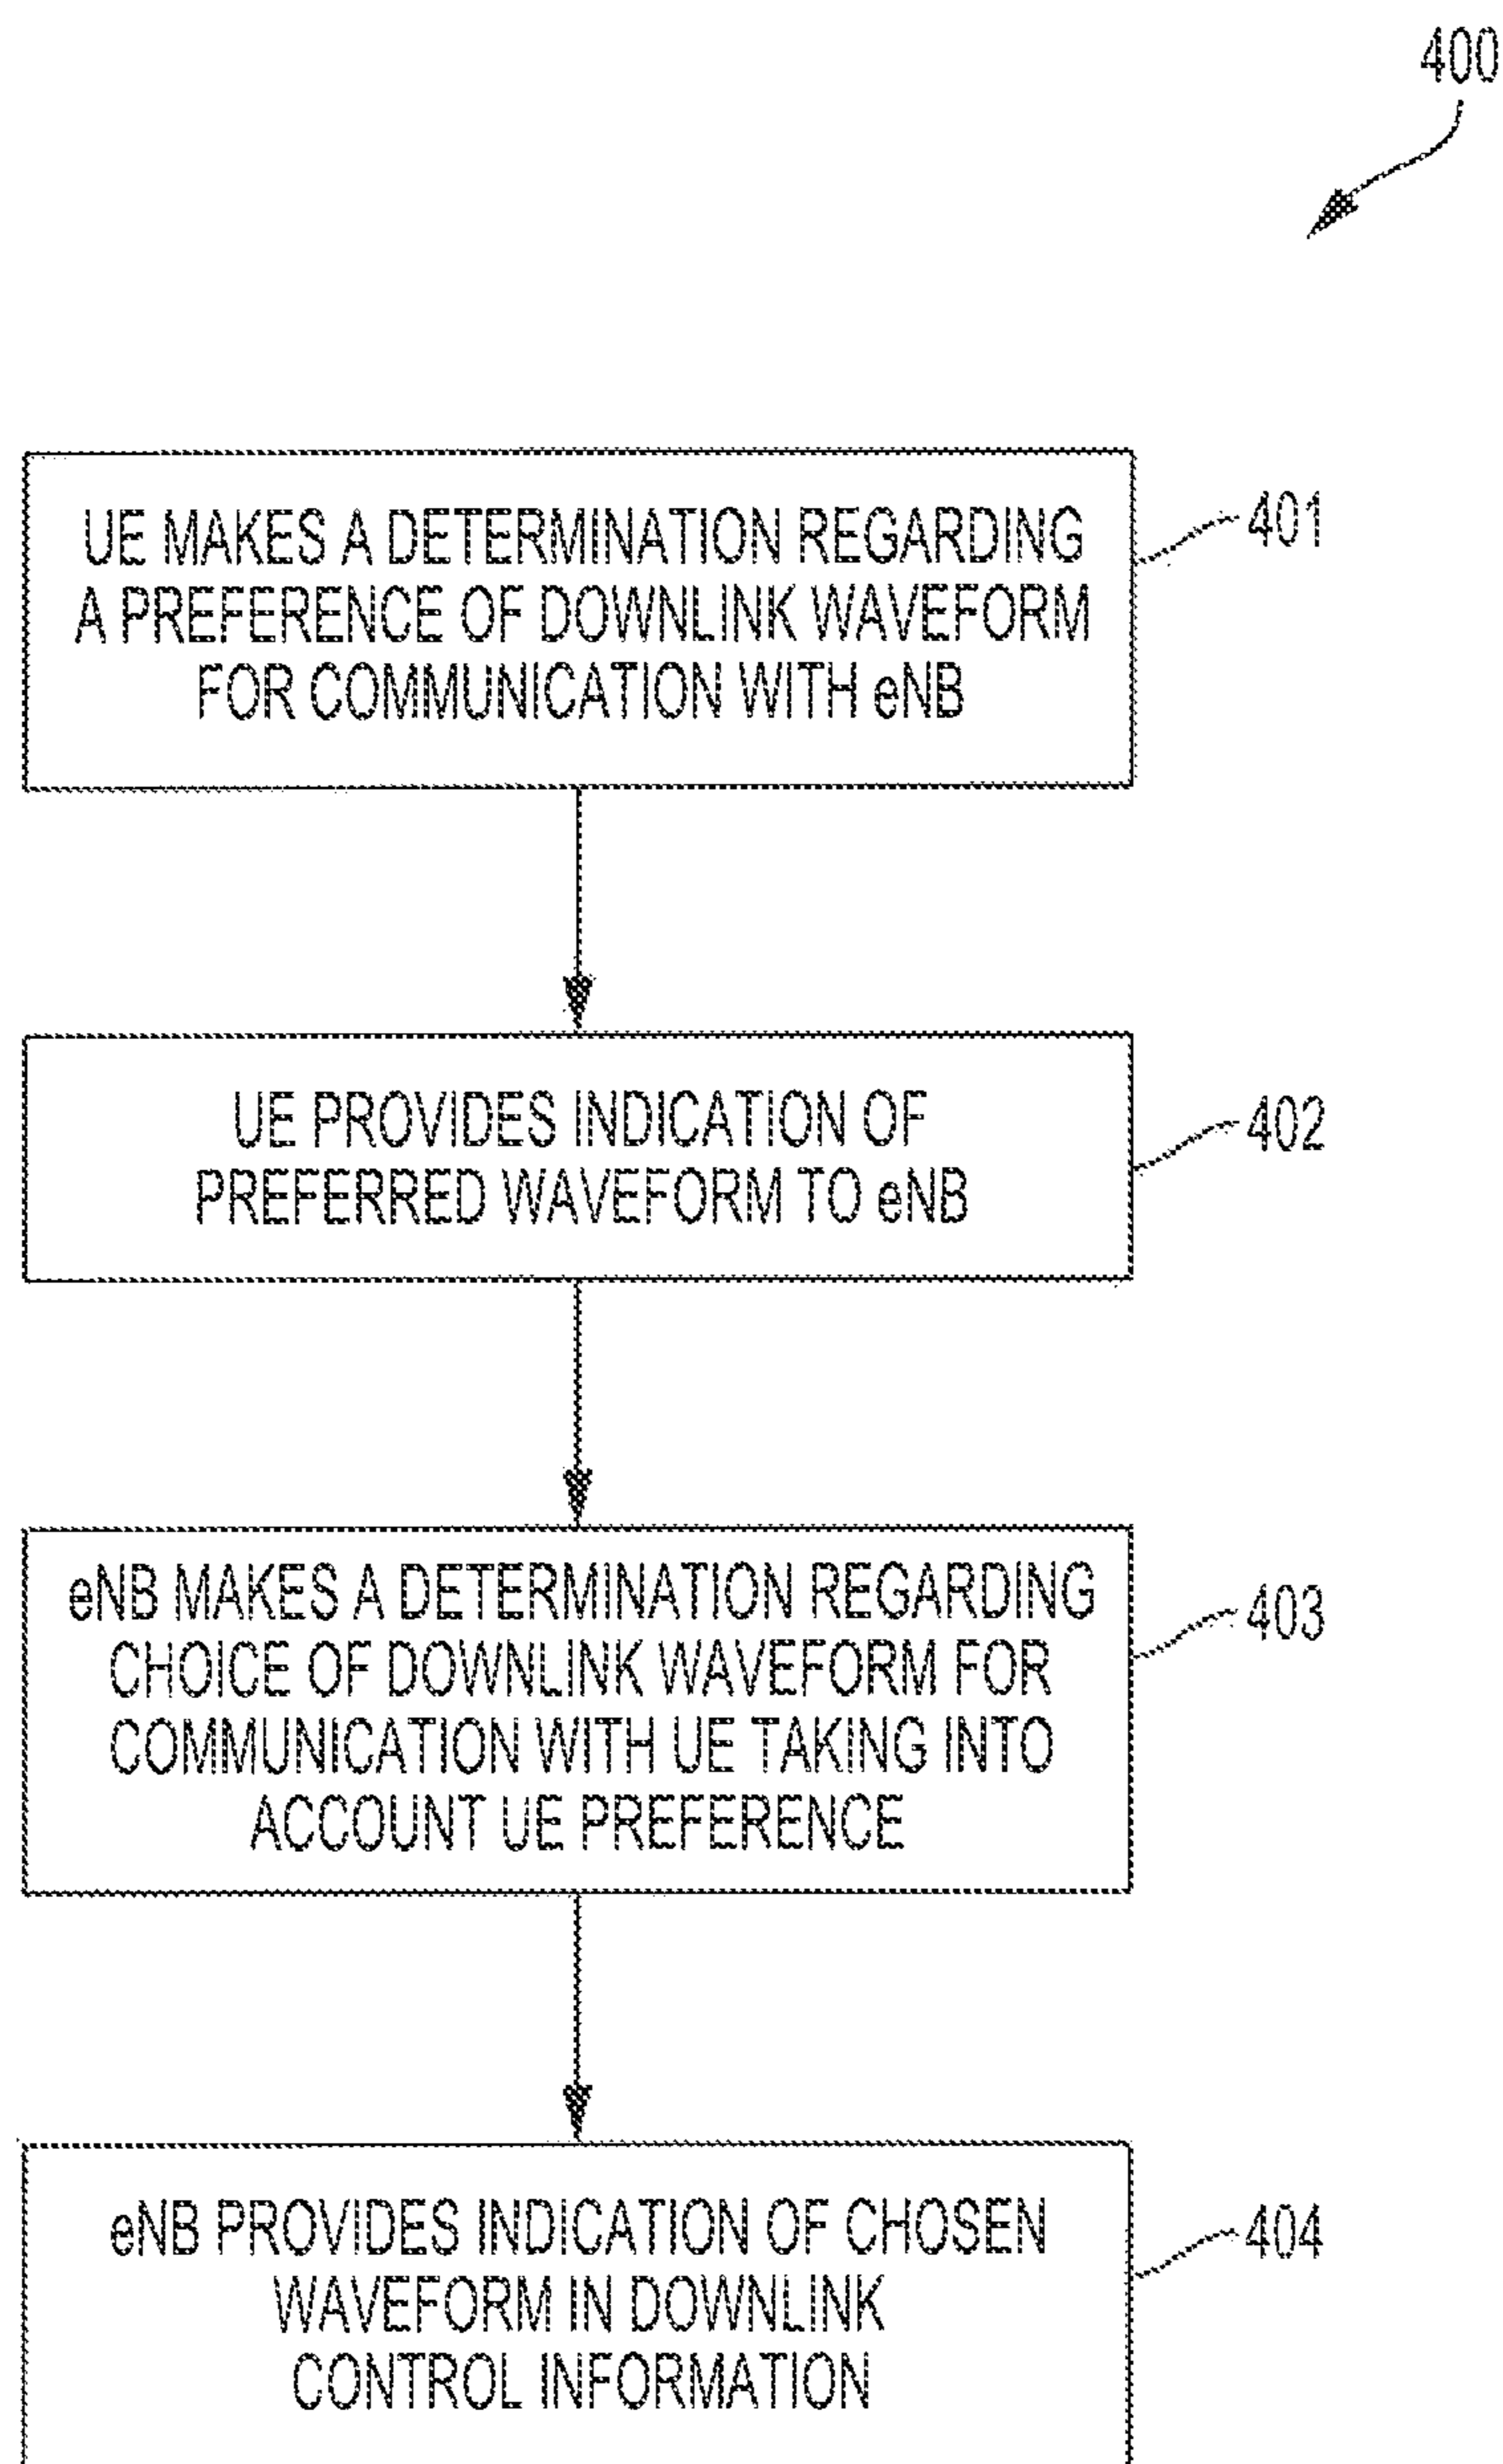 400
UE MAKES A DETERMINATION REGARDING
A PREFERENCE OF DOWNLINK WAVEFORM
FOR COMMUNICATION WITH eNB
401
UE PROVIDES INDICATION OF
PREFERRED WAVEFORM TO eNB
402
eNB MAKES A DETERMINATION REGARDING
CHOICE OF DOWNLINK WAVEFORM FOR
COMMUNICATION WITH UE TAKING INTO
ACCOUNT UE PREFERENCE
403
eNB PROVIDES INDICATION OF CHOSEN
WAVEFORM IN DOWNLINK
CONTROL INFORMATION
404